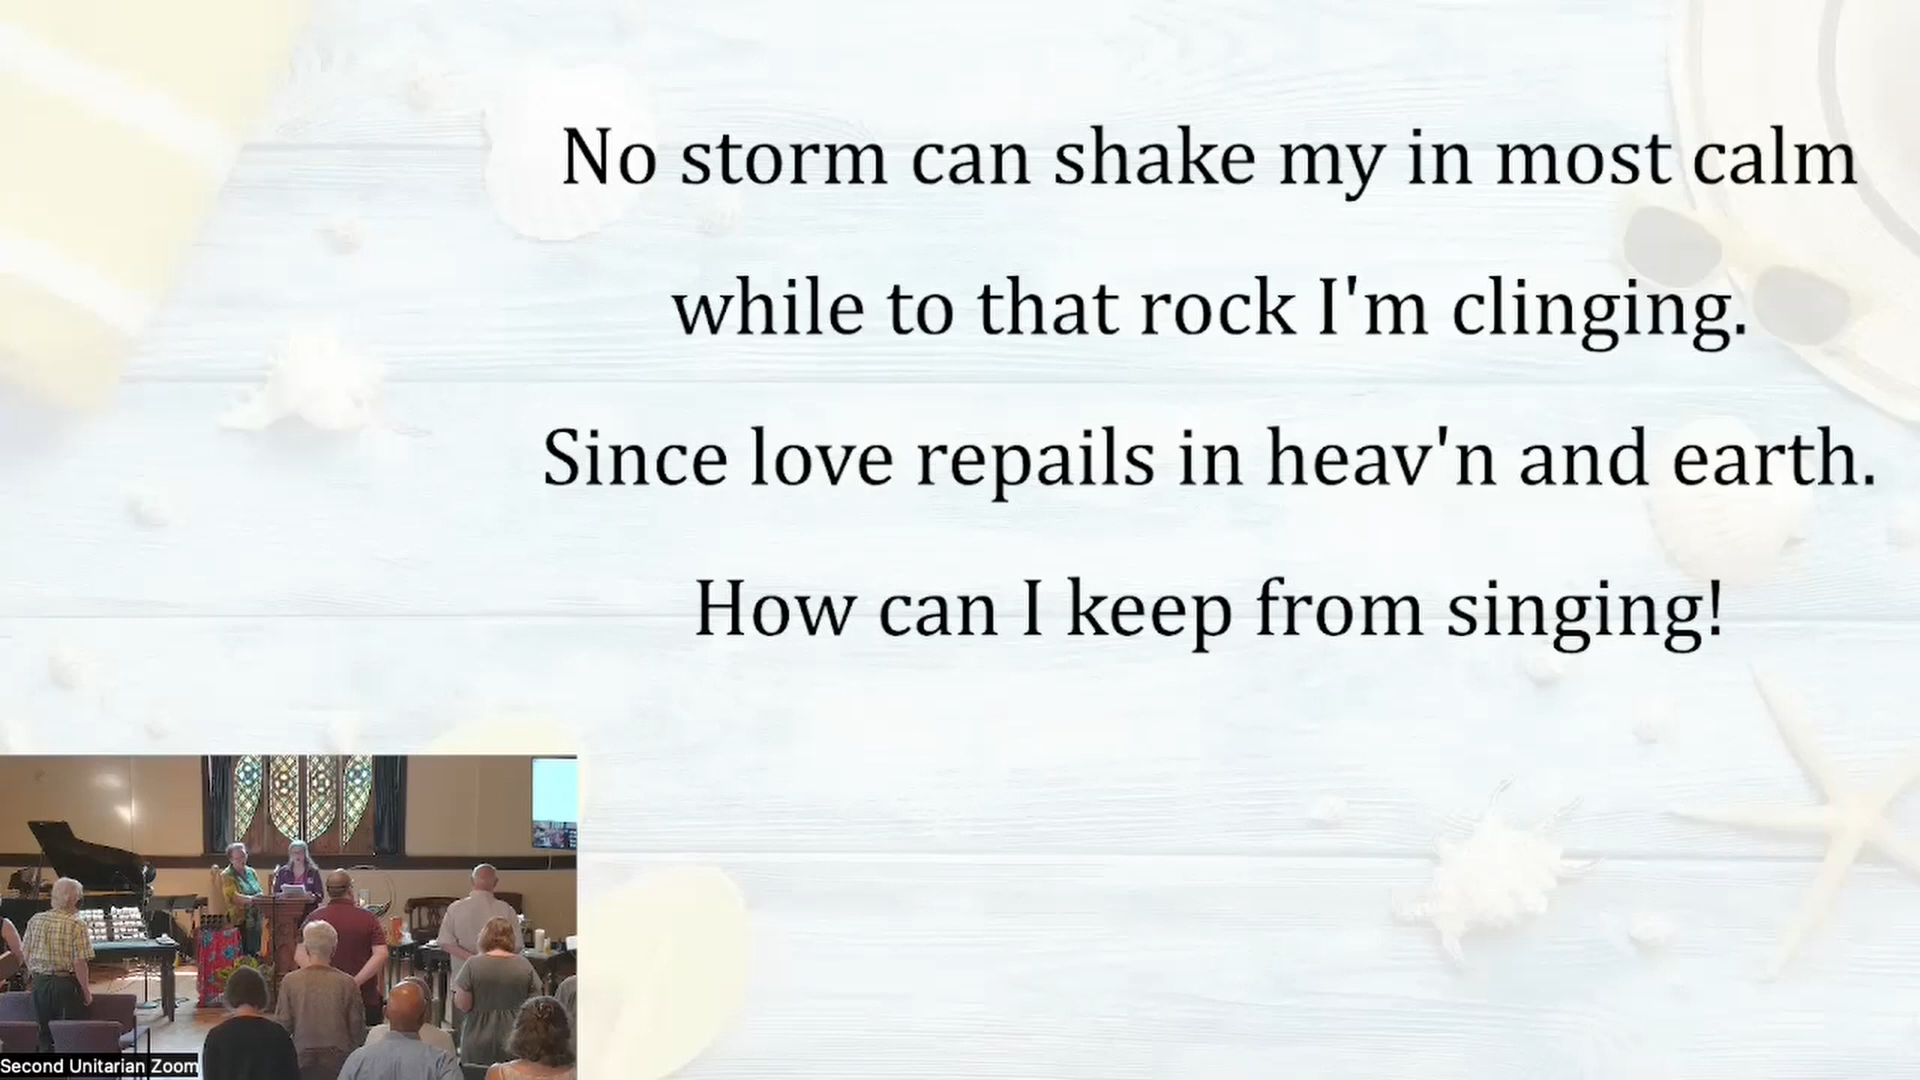 No storm can shake my in most calm
while to that rock I'm clinging.
Since love repails in heav'n and earth.
How can I keep from singing!
Second Unitarian Zoom